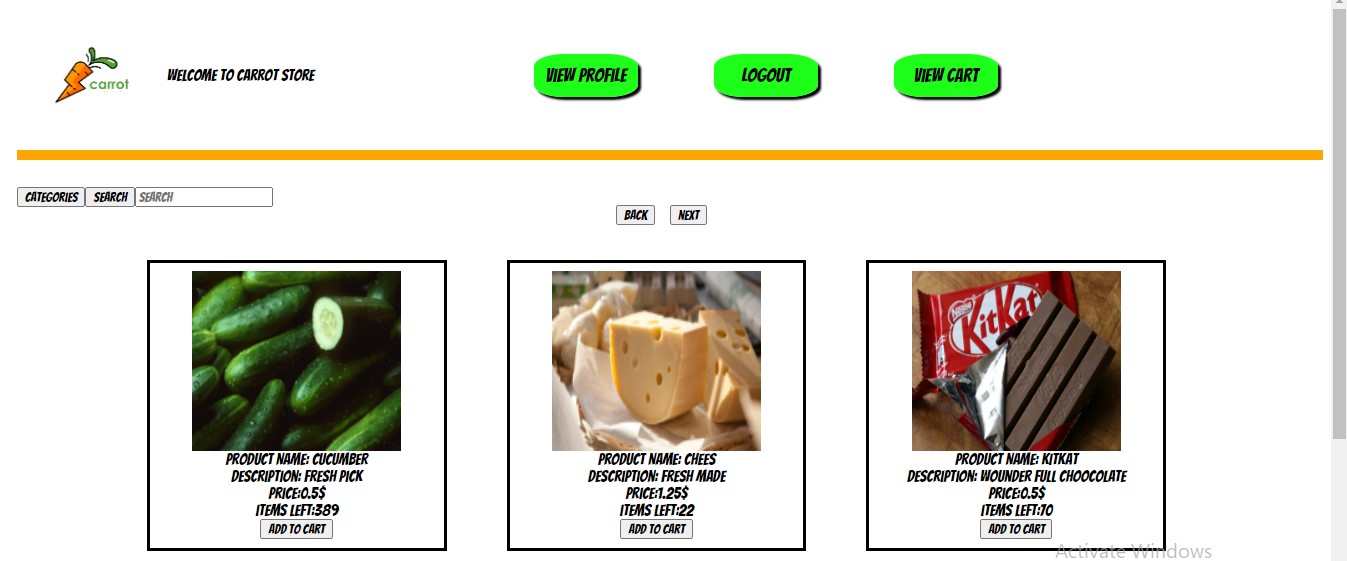 carrot
WELCOME TO CARROT STORE
VIEW PROFILE
LOGOUT
VIEW CART
CATEGORIES SEARCH SEARCH
BACK NEXT
Nestle
KitKat
PRODUCT NAME: CUCUMBER
DESCRIPTION: FRESH PICK
PRICE:0.5$
ITEMS LEFT:389
ADD TO CART
PRODUCT NAME: CHEES
DESCRIPTION: FRESH MADE
PRICE:1.25$
ITEMS LEFT:22
ADD TO CART
PRODUCT NAME: KITKAT
DESCRIPTION: WOUNDER FULL CHOOCOLATE
PRICE:0.5$
ITEMS LEFT:70
ADD TO CART
Activate Windows